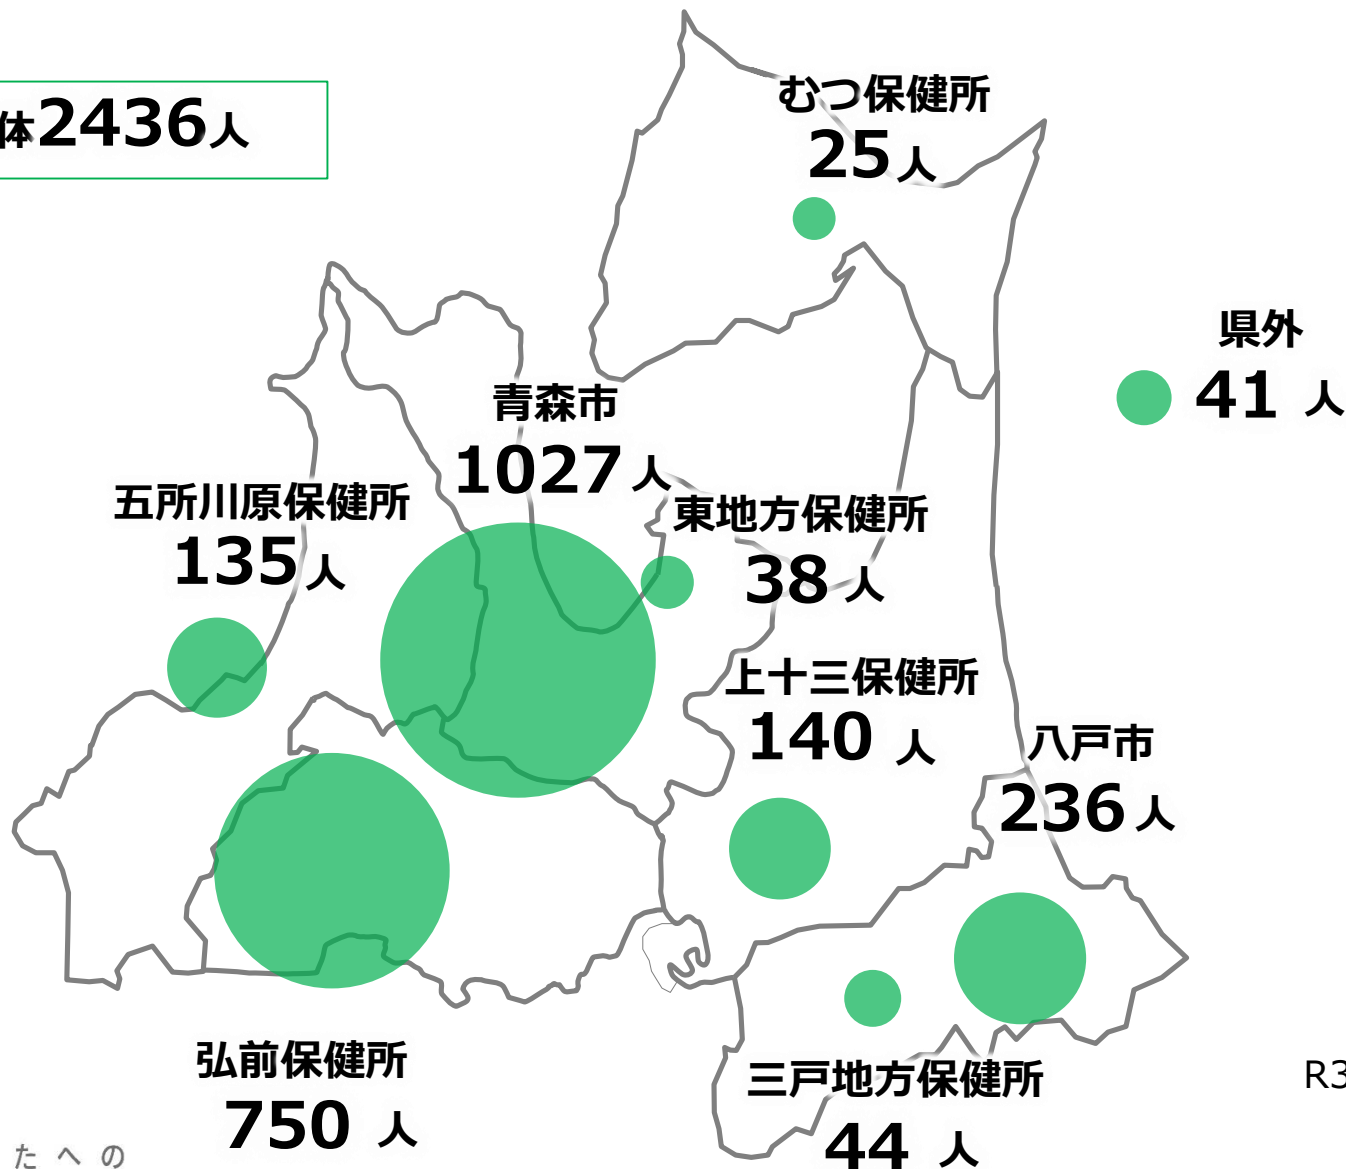 体2436人
むつ保健所
25人
県外
41 人
青森市
1027人
五所川原保健所
135人
東地方保健所
38 人
上十三保健所
140 人
八戸市
236人
弘前保健所
750 人
三戸地方保健所
44 人
R3
たへの